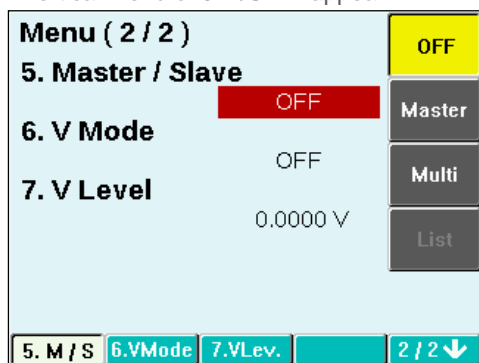 Menu ( 2 / 2 )
5. Master / Slave
OFF
6. V Mode
OFF
7. V Level
0.0000 V
OFF
Master
Multi
List
5. M / S 6.VMode 7.VLev. 2 / 2